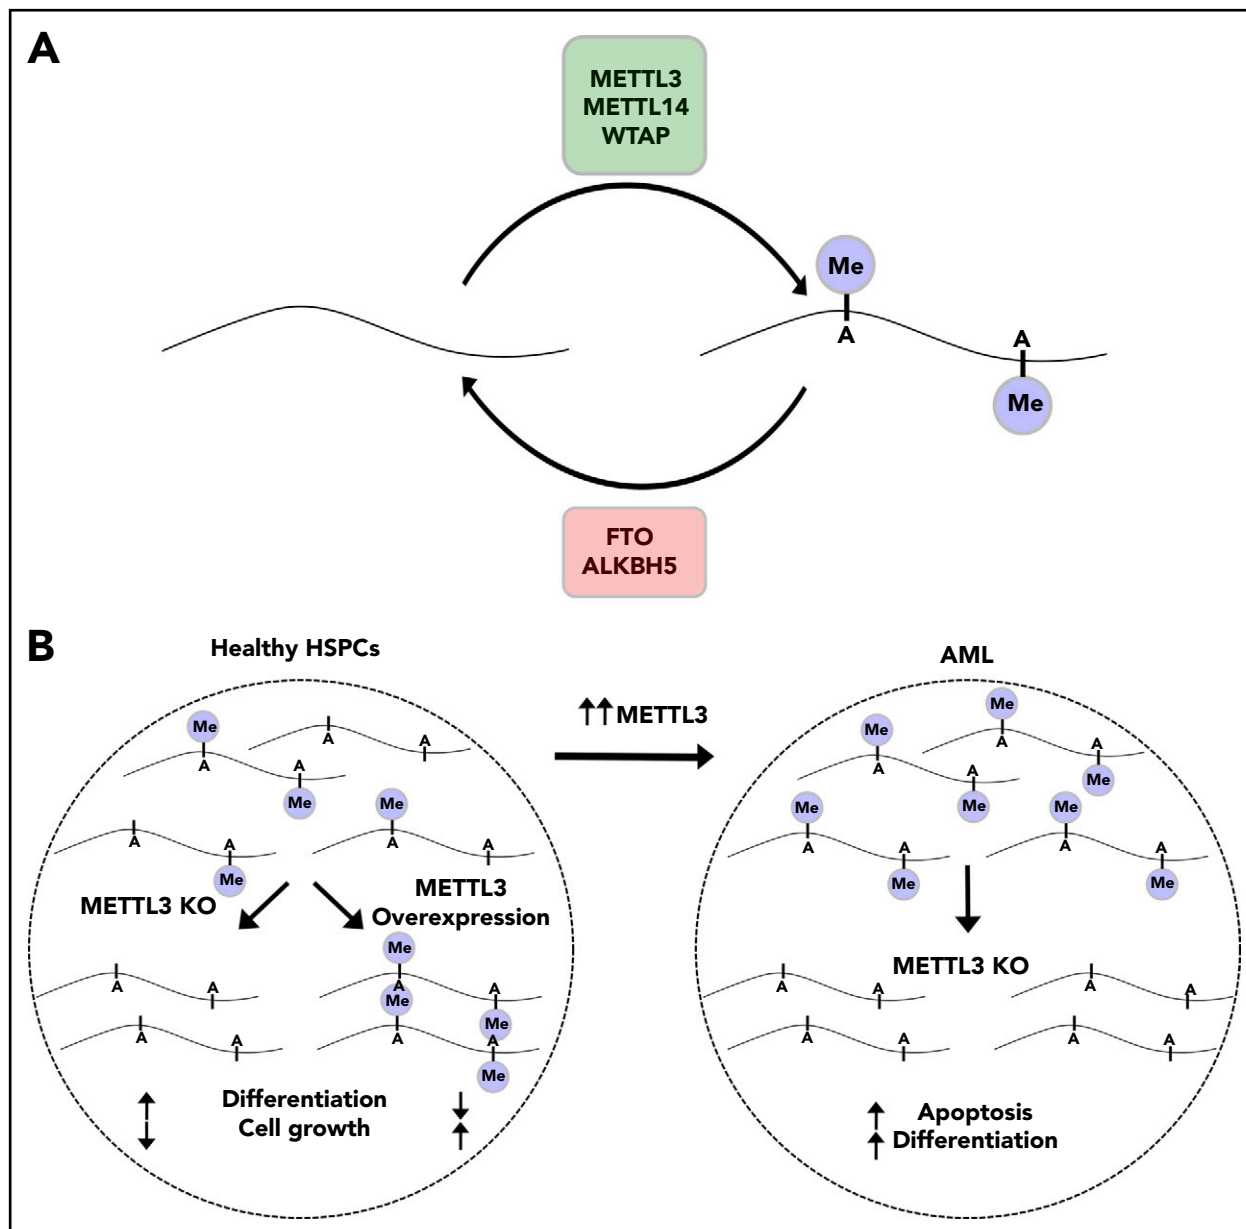 A
METTL3
METTL14
WTAP
Me
A
A
Me
FTO
ALKBH5
B
Healthy HSPCs
AML
↑↑ METTL3
Me
A
A
Me
A
A
A
A
Me
Me
A
A
METTL3 KO
METTL3
Overexpression
A
A
A
A
Me
A
A
Me
Me
A
A
Me
↑ Differentiation ↓
↓ Cell growth ↑
Me
A
A
Me
Me
A
A
Me
Me
A
A
Me
Me
A
A
Me
METTL3 KO
A
A
A
A
A
A
A
A
↑ Apoptosis
↑ Differentiation